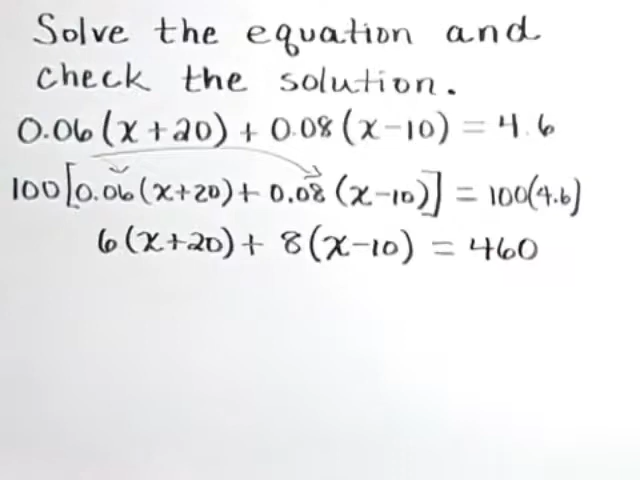 Solve the equation and
check the solution.
0.06(x+20)+0.08(x-10)=4.6
100[0.06(x+20)+0.08(x-10)]=100(4.6)
6(x+20)+8(x-10)=460